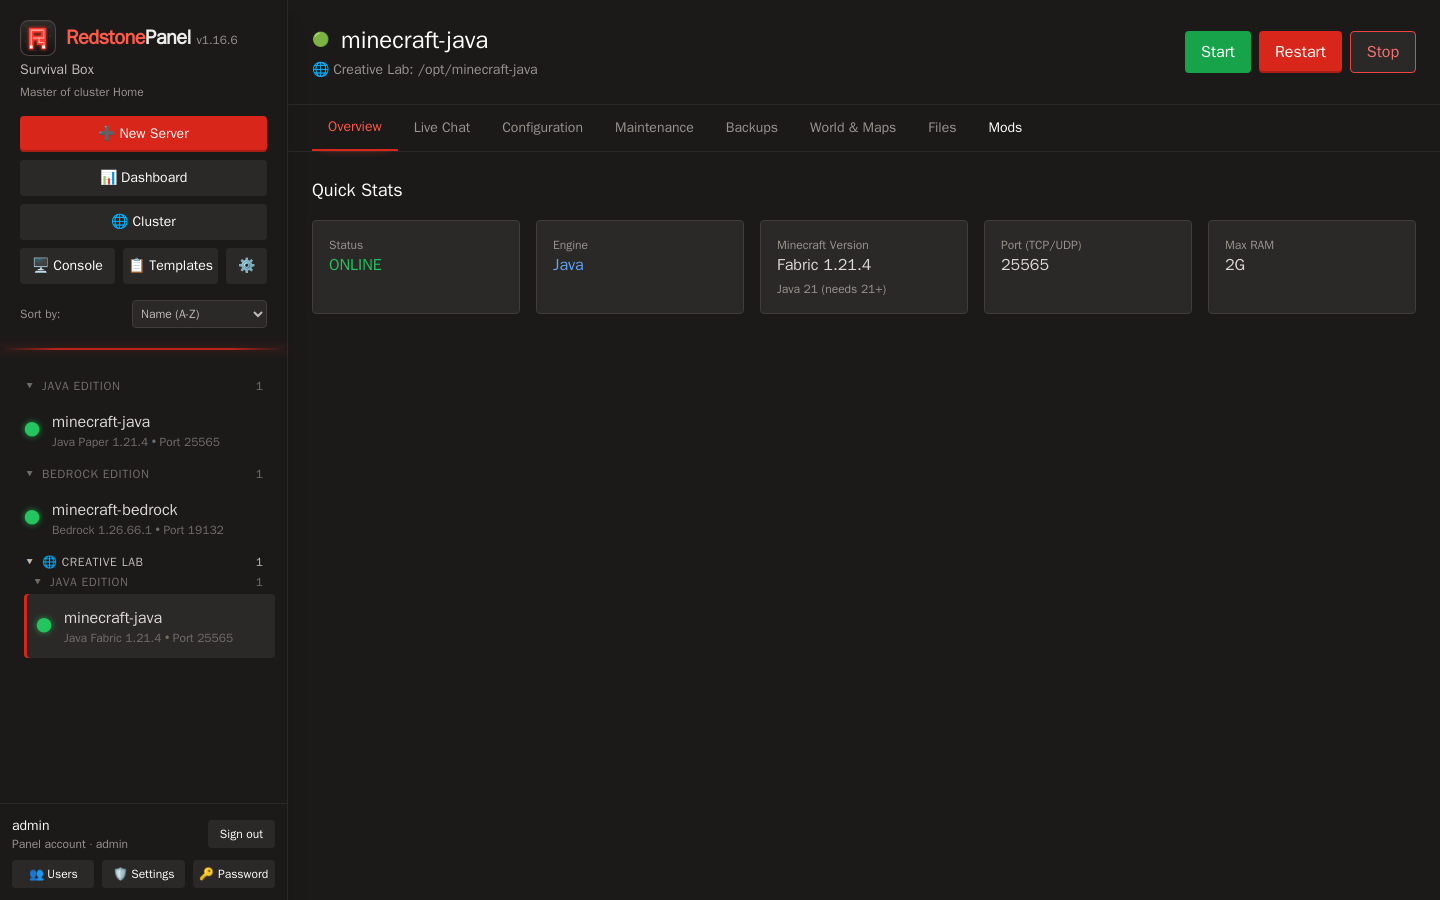 RedstonePanel v1.16.6
Survival Box
Master of cluster Home
➕ New Server
📊 Dashboard
🌐 Cluster
🖥️ Console
📋 Templates
⚙️
Sort by:
Name (A-Z)
▼ JAVA EDITION 1
minecraft-java
Java Paper 1.21.4 • Port 25565
▼ BEDROCK EDITION 1
minecraft-bedrock
Bedrock 1.26.66.1 • Port 19132
▼ 🌐 CREATIVE LAB 1
▼ JAVA EDITION 1
minecraft-java
Java Fabric 1.21.4 • Port 25565
admin
Panel account · admin
Sign out
👥 Users
🛡️ Settings
🔑 Password
minecraft-java
🌐 Creative Lab: /opt/minecraft-java
Start
Restart
Stop
Overview
Live Chat
Configuration
Maintenance
Backups
World & Maps
Files
Mods
Quick Stats
Status
ONLINE
Engine
Java
Minecraft Version
Fabric 1.21.4
Java 21 (needs 21+)
Port (TCP/UDP)
25565
Max RAM
2G